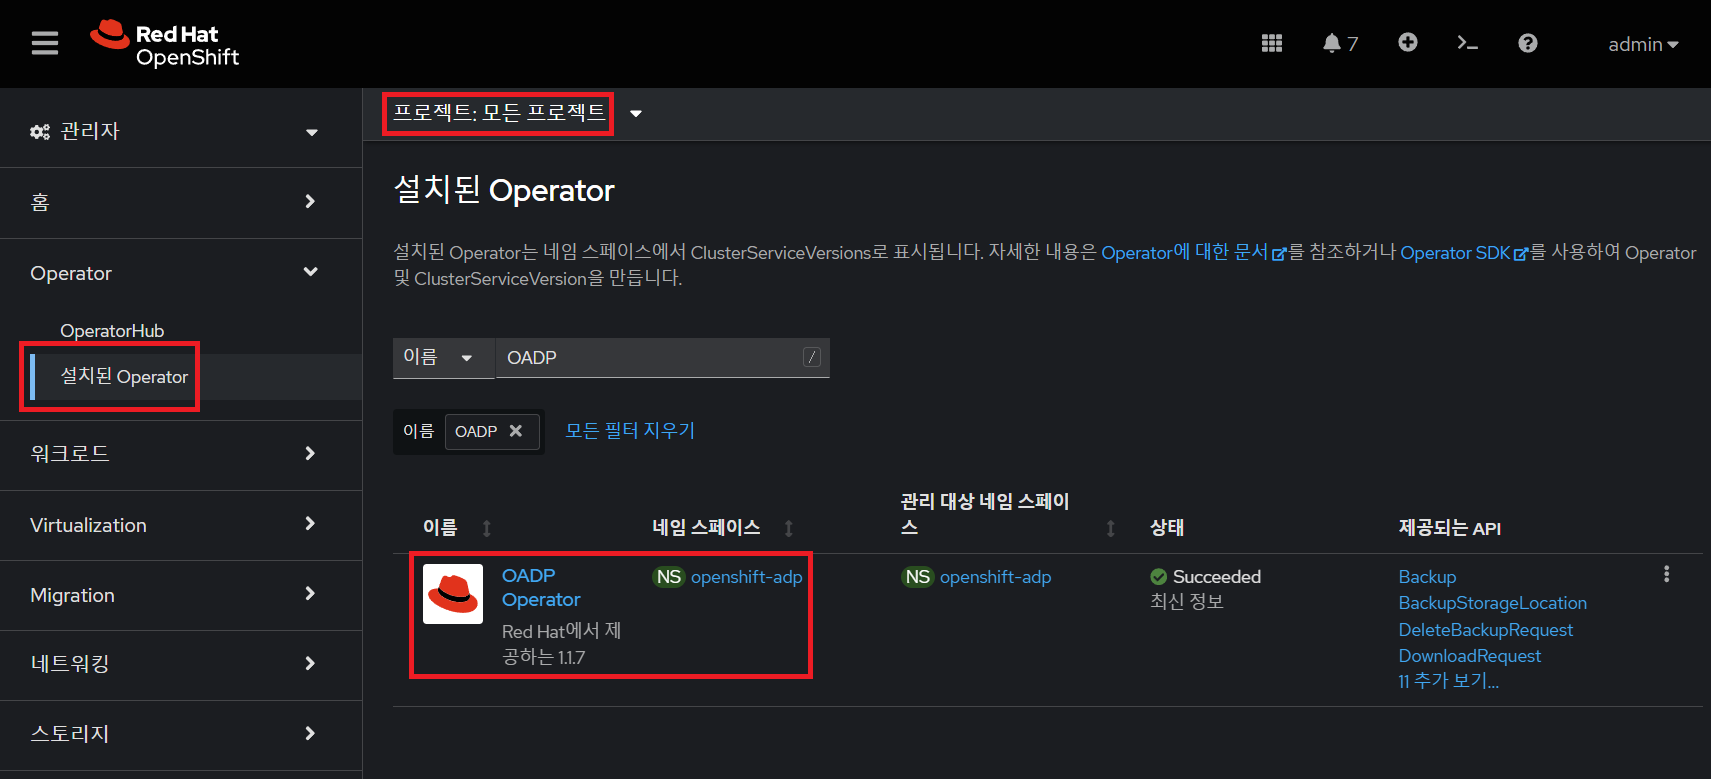 Red Hat
OpenShift
7
admin
관리자
홈
Operator
OperatorHub
설치된 Operator
워크로드
Virtualization
Migration
네트워킹
스토리지
프로젝트: 모든 프로젝트
설치된 Operator
설치된 Operator는 네임 스페이스에서 ClusterServiceVersions로 표시됩니다. 자세한 내용은 Operator에 대한 문서를 참조하거나 Operator SDK를 사용하여 Operator
및 ClusterServiceVersion을 만듭니다.
이름 OADP /
이름 OADP 모든 필터 지우기
이름 네임 스페이스 관리 대상 네임 스페이
스 상태 제공되는 API
OADP
Operator
Red Hat에서 제
공하는 1.1.7
NS openshift-adp
NS openshift-adp
Succeeded
최신 정보
Backup
BackupStorageLocation
DeleteBackupRequest
DownloadRequest
11 추가 보기...